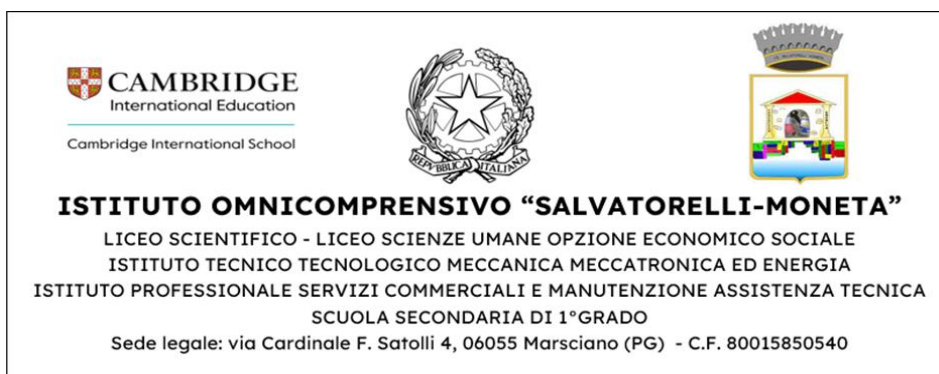 CAMBRIDGE
International Education
Cambridge International School
REPVBBLICA ITALIANA
ISTITUTO OMNICOMPRENSIVO “SALVATORELLI-MONETA”
LICEO SCIENTIFICO - LICEO SCIENZE UMANE OPZIONE ECONOMICO SOCIALE
ISTITUTO TECNICO TECNOLOGICO MECCANICA MECCATRONICA ED ENERGIA
ISTITUTO PROFESSIONALE SERVIZI COMMERCIALI E MANUTENZIONE ASSISTENZA TECNICA
SCUOLA SECONDARIA DI 1°GRADO
Sede legale: via Cardinale F. Satolli 4, 06055 Marsciano (PG) - C.F. 80015850540